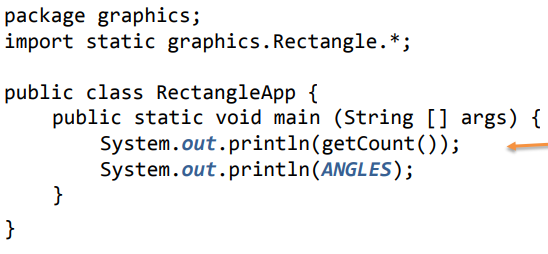 package graphics;
import static graphics.Rectangle.*;
public class RectangleApp {
    public static void main (String [] args) {
        System.out.println(getCount());
        System.out.println(ANGLES);
    }
}